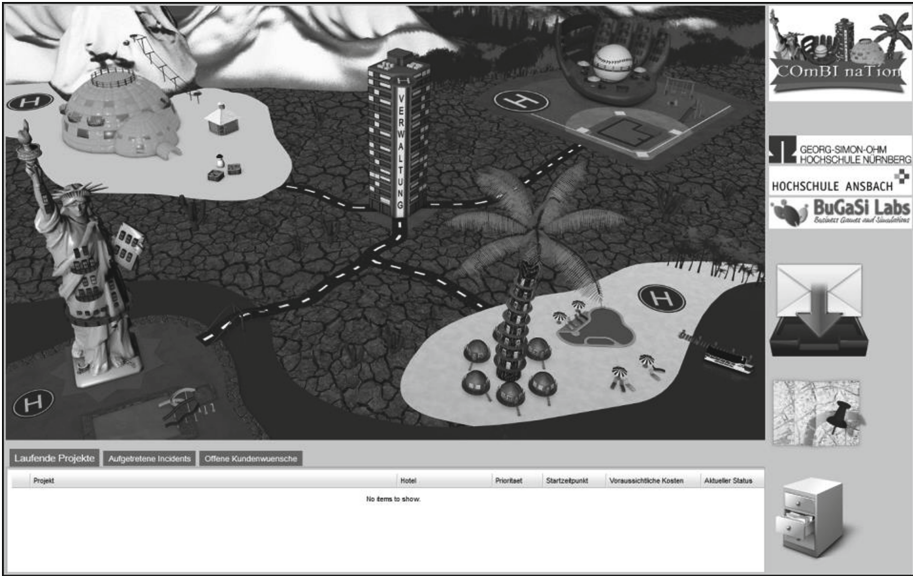 H
VERWALTUNG
H
H
H
COmBI naTion
GEORG-SIMON-OHM
HOCHSCHULE NÜRNBERG
HOCHSCHULE ANSBACH
BuGaSi Labs
Business Games and Simulations
Laufende Projekte Aufgetretene Incidents Offene Kundenwuensche
Projekt Hotel Prioritaet Startzeitpunkt Voraussichtliche Kosten Aktueller Status
No items to show.